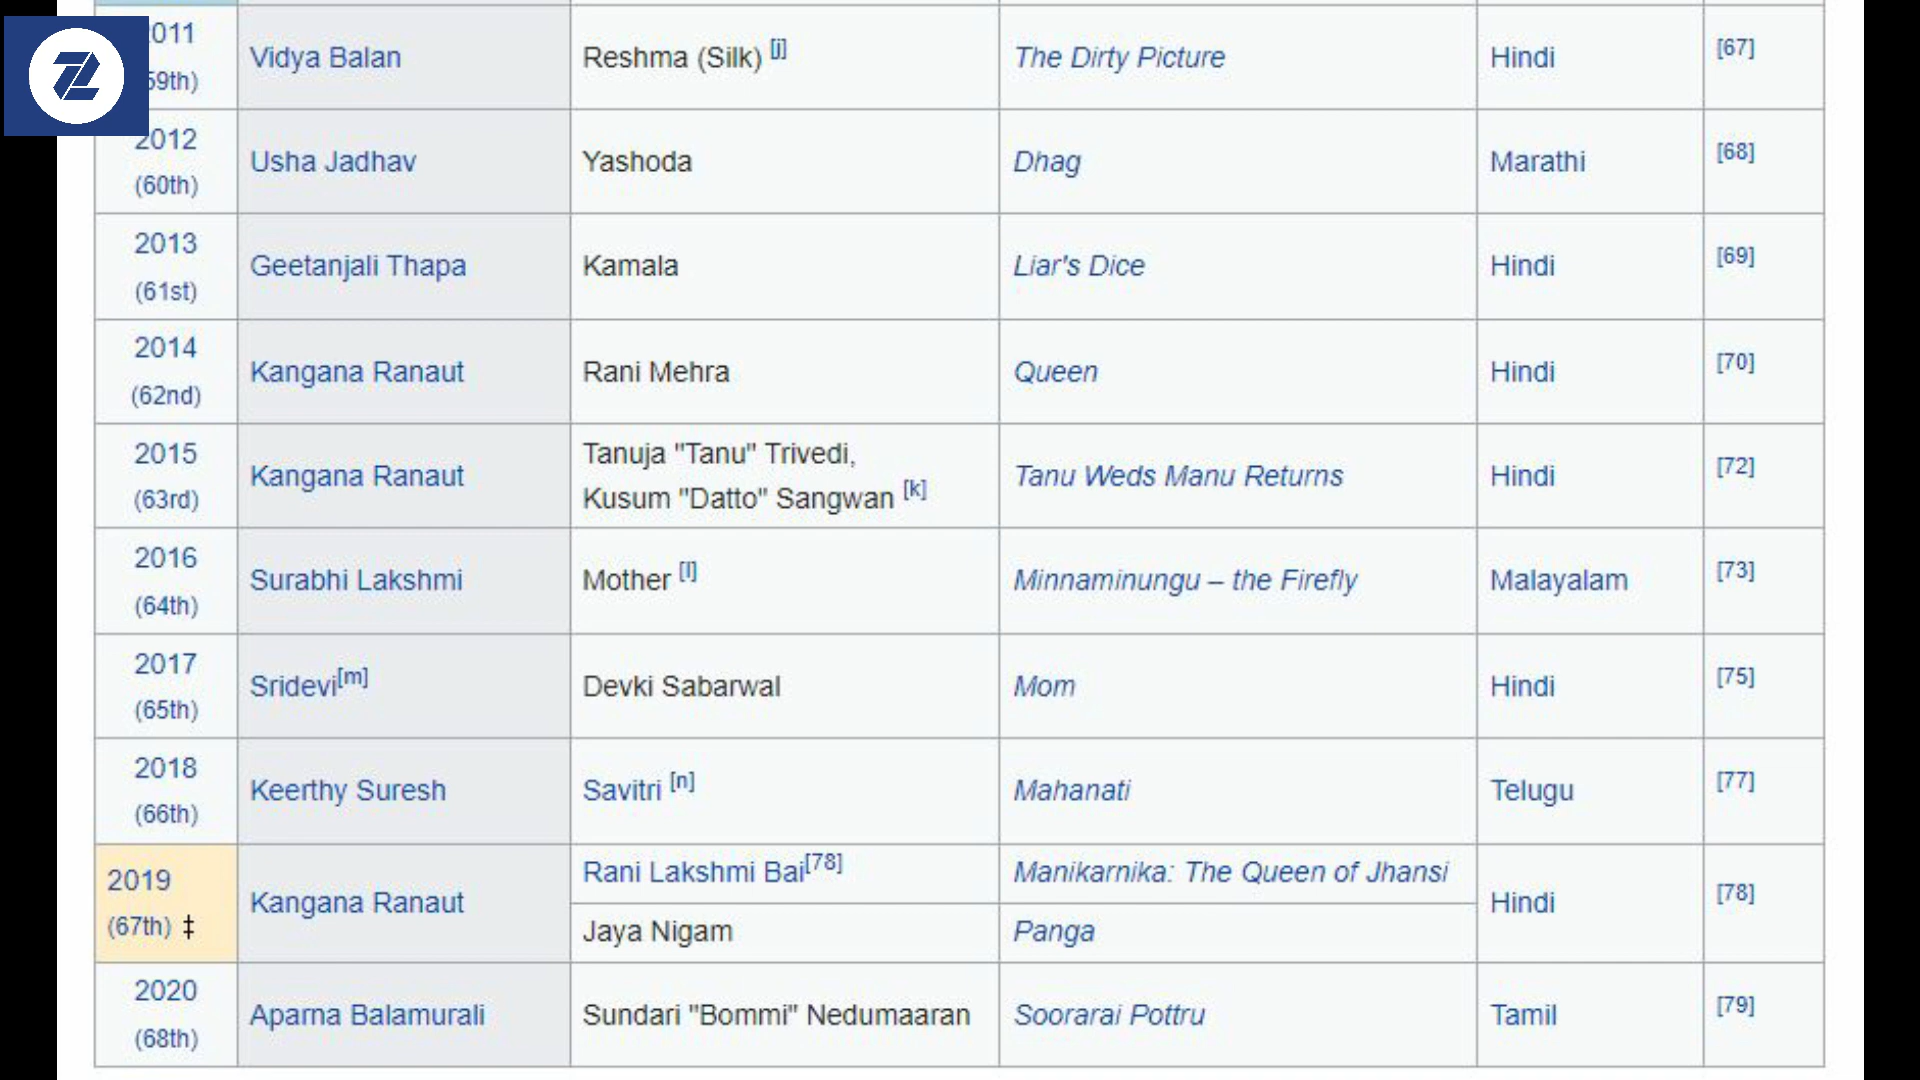 2011
(59th)
Vidya Balan
Reshma (Silk) [j]
The Dirty Picture
Hindi
[67]
2012
(60th)
Usha Jadhav
Yashoda
Dhag
Marathi
[68]
2013
(61st)
Geetanjali Thapa
Kamala
Liar's Dice
Hindi
[69]
2014
(62nd)
Kangana Ranaut
Rani Mehra
Queen
Hindi
[70]
2015
(63rd)
Kangana Ranaut
Tanuja "Tanu" Trivedi,
Kusum "Datto" Sangwan [k]
Tanu Weds Manu Returns
Hindi
[72]
2016
(64th)
Surabhi Lakshmi
Mother [l]
Minnaminungu – the Firefly
Malayalam
[73]
2017
(65th)
Sridevi[m]
Devki Sabarwal
Mom
Hindi
[75]
2018
(66th)
Keerthy Suresh
Savitri [n]
Mahanati
Telugu
[77]
2019
(67th) ‡
Kangana Ranaut
Rani Lakshmi Bai[78]
Manikarnika: The Queen of Jhansi
Jaya Nigam
Panga
Hindi
[78]
2020
(68th)
Aparna Balamurali
Sundari "Bommi" Nedumaaran
Soorarai Pottru
Tamil
[79]